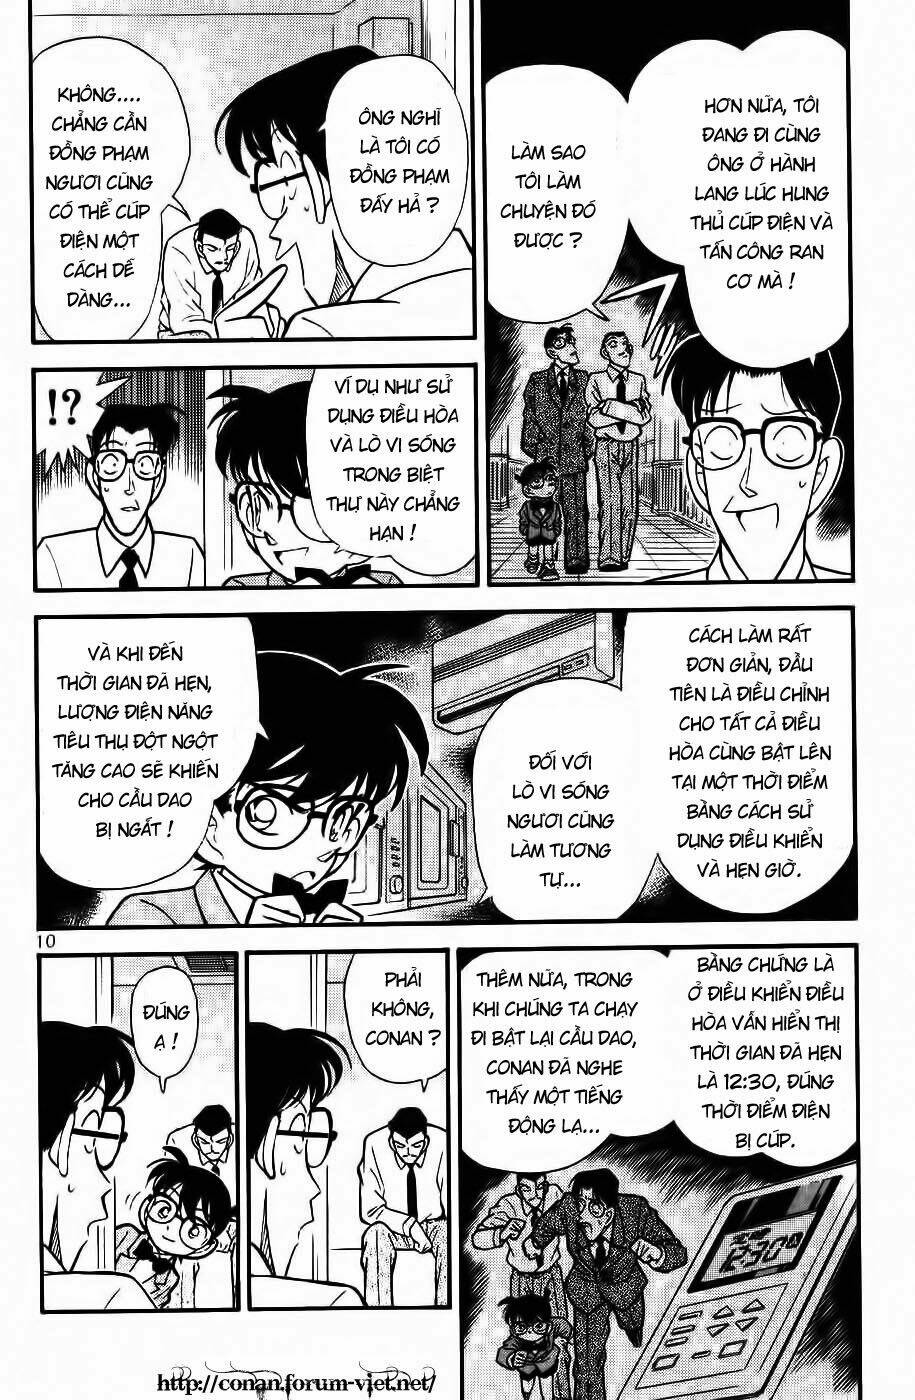 HƠN NỮA, TÔI
ĐANG ĐI CÙNG
ÔNG Ở HÀNH
LANG LÚC HUNG
THỦ CÚP ĐIỆN VÀ
TẤN CÔNG RAN
CƠ MÀ !
LÀM SAO
TÔI LÀM
CHUYỆN ĐÓ
ĐƯỢC ?
ÔNG NGHĨ
LÀ TÔI CÓ
ĐỒNG PHẠM
ĐẤY HẢ ?
KHÔNG....
CHẲNG CẦN
ĐỒNG PHẠM
NGƯƠI CŨNG
CÓ THỂ CÚP
ĐIỆN MỘT
CÁCH DỄ
DÀNG...
VÍ DỤ NHƯ SỬ
DỤNG ĐIỀU HÒA
VÀ LÒ VI SÓNG
TRONG BIỆT
THỰ NÀY CHẲNG
HẠN !
!?
CÁCH LÀM RẤT
ĐƠN GIẢN, ĐẦU
TIÊN LÀ ĐIỀU CHỈNH
CHO TẤT CẢ ĐIỀU
HÒA CÙNG BẬT LÊN
TẠI MỘT THỜI ĐIỂM
BẰNG CÁCH SỬ
DỤNG ĐIỀU KHIỂN
VÀ HẸN GIỜ.
ĐỐI VỚI
LÒ VI SÓNG
NGƯƠI CŨNG
LÀM TƯƠNG
TỰ...
VÀ KHI ĐẾN
THỜI GIAN ĐÃ HẸN,
LƯỢNG ĐIỆN NĂNG
TIÊU THỤ ĐỘT NGỘT
TĂNG CAO SẼ KHIẾN
CHO CẦU DAO
BỊ NGẮT !
10
BẰNG CHỨNG LÀ
Ở ĐIỀU KHIỂN ĐIỀU
HÒA VẪN HIỂN THỊ
THỜI GIAN ĐÃ HẸN
LÀ 12:30, ĐÚNG
THỜI ĐIỂM ĐIỆN
BỊ CÚP.
THÊM NỮA, TRONG
KHI CHÚNG TA CHẠY
ĐI BẬT LẠI CẦU DAO,
CONAN ĐÃ NGHE
THẤY MỘT TIẾNG
ĐỘNG LẠ...
12:30
PHẢI
KHÔNG,
CONAN ?
ĐÚNG
Ạ !
http://conan.forum-viet.net/